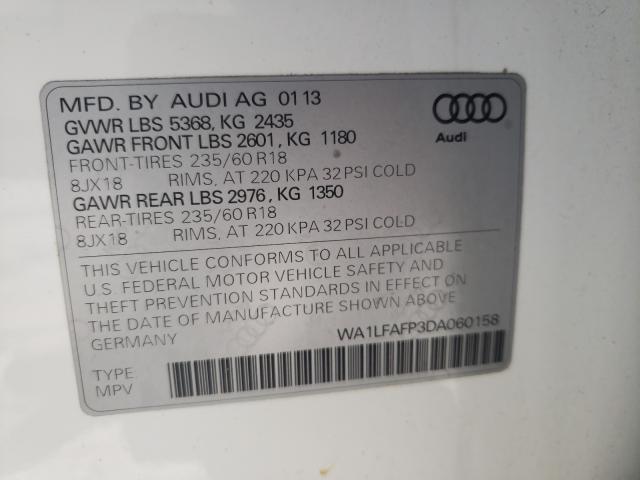 MFD. BY AUDI AG 01 13
GVWR LBS 5368, KG 2435
GAWR FRONT LBS 2601, KG 1180
FRONT-TIRES 235/60 R18
8JX18 RIMS, AT 220 KPA 32 PSI COLD
GAWR REAR LBS 2976, KG 1350
REAR-TIRES 235/60 R18
8JX18 RIMS, AT 220 KPA 32 PSI COLD
Audi
THIS VEHICLE CONFORMS TO ALL APPLICABLE
U.S. FEDERAL MOTOR VEHICLE SAFETY AND
THEFT PREVENTION STANDARDS IN EFFECT ON
THE DATE OF MANUFACTURE SHOWN ABOVE
GERMANY
WA1LFAFP3DA060158
TYPE
MPV